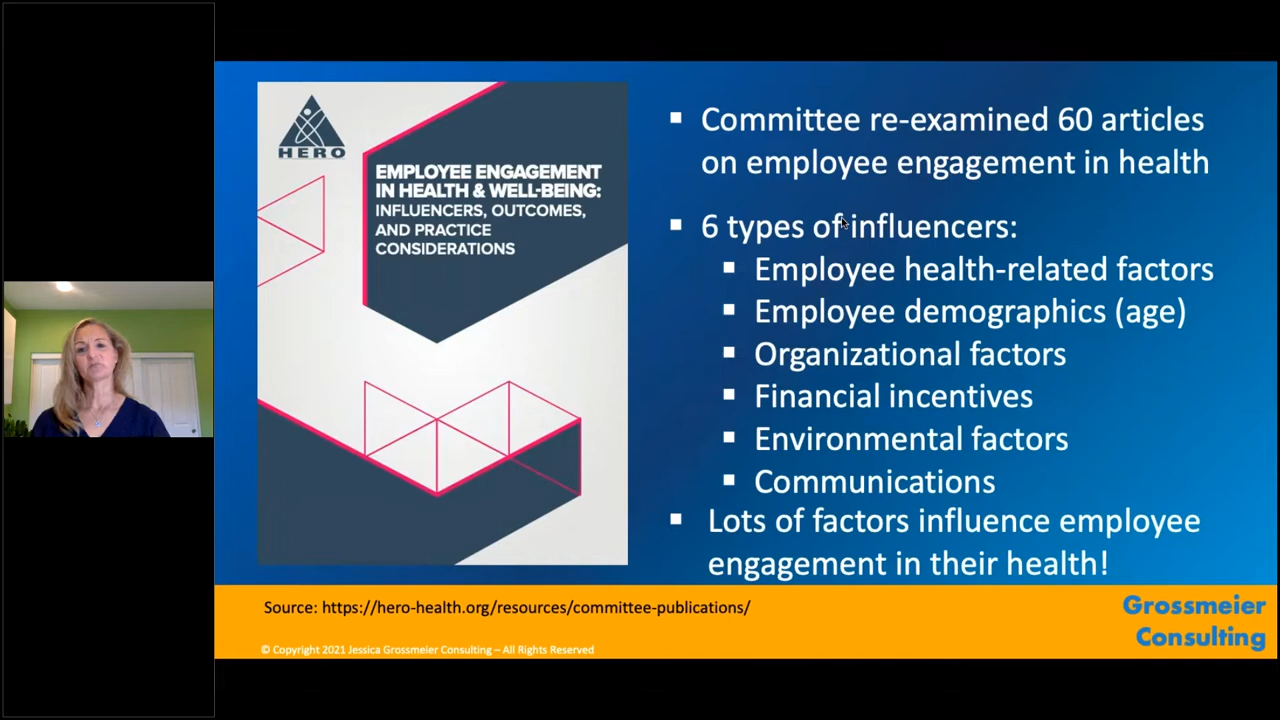 HERO
EMPLOYEE ENGAGEMENT
IN HEALTH & WELL-BEING:
INFLUENCERS, OUTCOMES,
AND PRACTICE
CONSIDERATIONS
▪ Committee re-examined 60 articles
on employee engagement in health
▪ 6 types of influencers:
▪ Employee health-related factors
▪ Employee demographics (age)
▪ Organizational factors
▪ Financial incentives
▪ Environmental factors
▪ Communications
▪ Lots of factors influence employee
engagement in their health!
Source: https://hero-health.org/resources/committee-publications/
© Copyright 2021 Jessica Grossmeier Consulting – All Rights Reserved
Grossmeier
Consulting